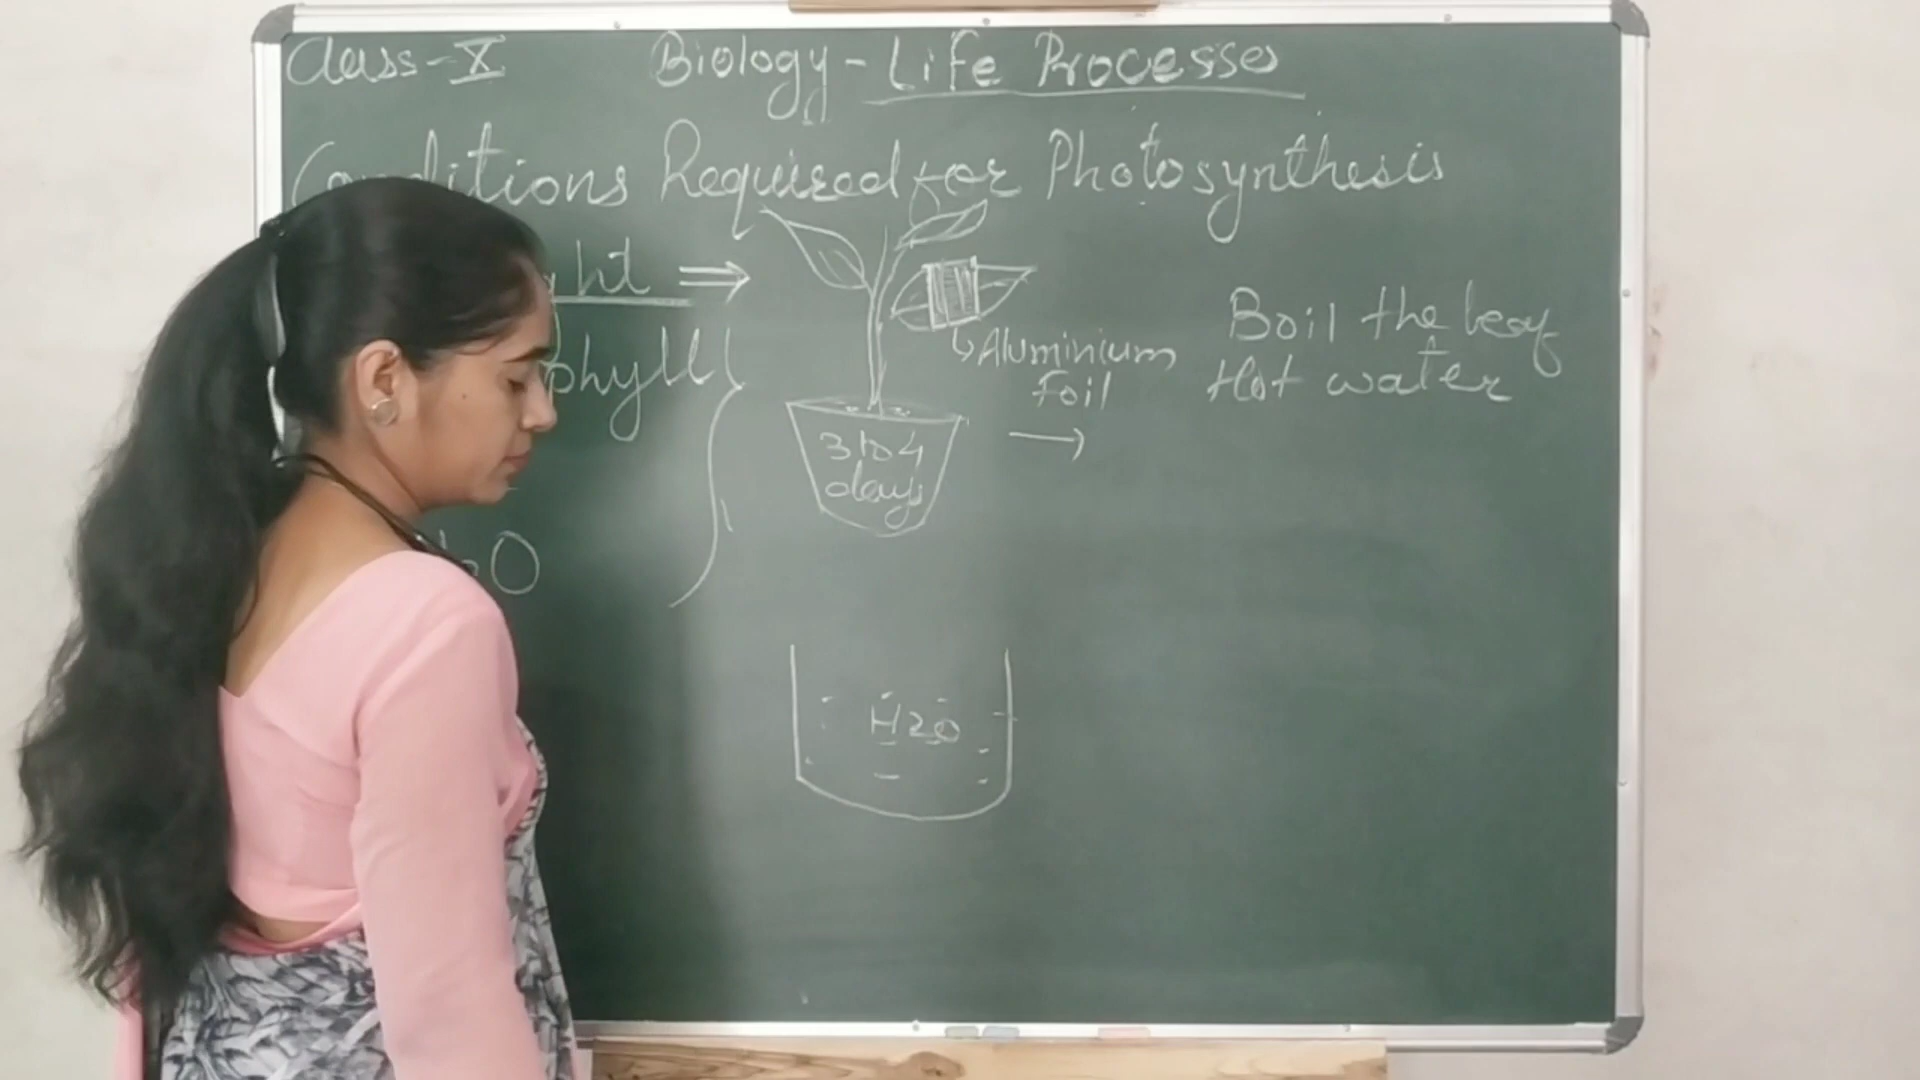 Class-X Biology - Life Processes
Conditions Required for Photosynthesis
Aluminium
Foil
3 to 4
days
Boil the leaf
Hot water
H2O